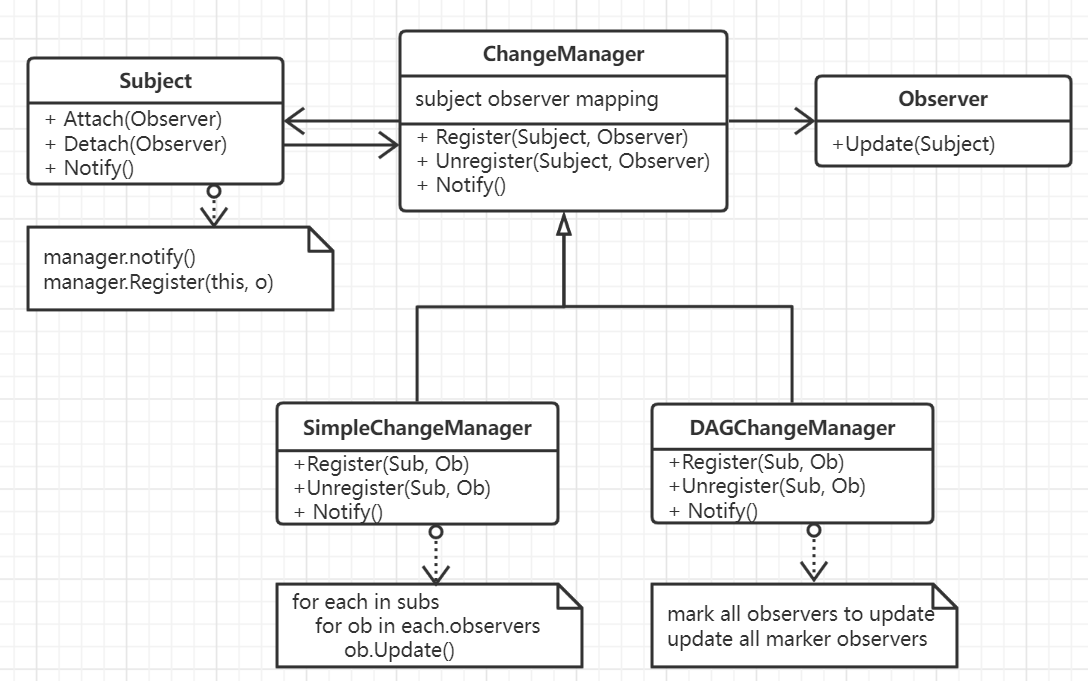 Subject
+ Attach(Observer)
+ Detach(Observer)
+ Notify()
manager.notify()
manager.Register(this, o)
ChangeManager
subject observer mapping
+ Register(Subject, Observer)
+ Unregister(Subject, Observer)
+ Notify()
Observer
+Update(Subject)
SimpleChangeManager
+Register(Sub, Ob)
+Unregister(Sub, Ob)
+ Notify()
for each in subs
for ob in each.observers
ob.Update()
DAGChangeManager
+Register(Sub, Ob)
+Unregister(Sub, Ob)
+ Notify()
mark all observers to update
update all marker observers